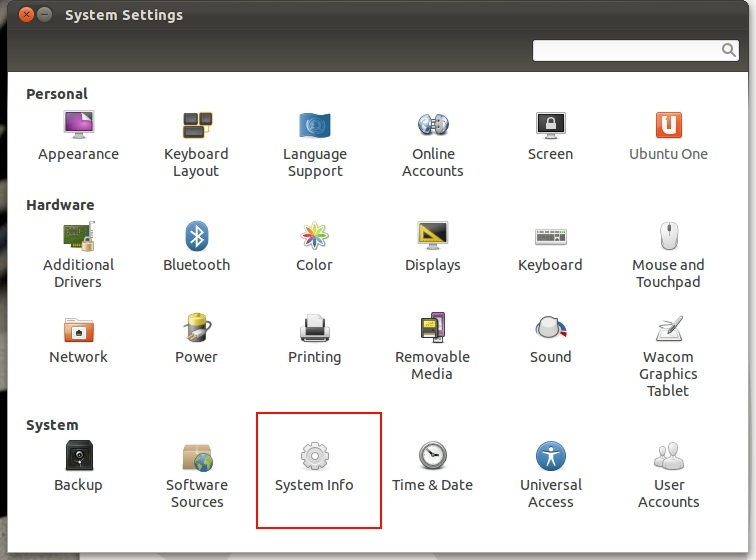 System Settings
Personal
Appearance
Keyboard
Layout
Language
Support
Online
Accounts
Screen
Ubuntu One
Hardware
Additional
Drivers
Bluetooth
Color
Displays
Keyboard
Mouse and
Touchpad
Network
Power
Printing
Removable
Media
Sound
Wacom
Graphics
Tablet
System
Backup
Software
Sources
System Info
Time & Date
Universal
Access
User
Accounts